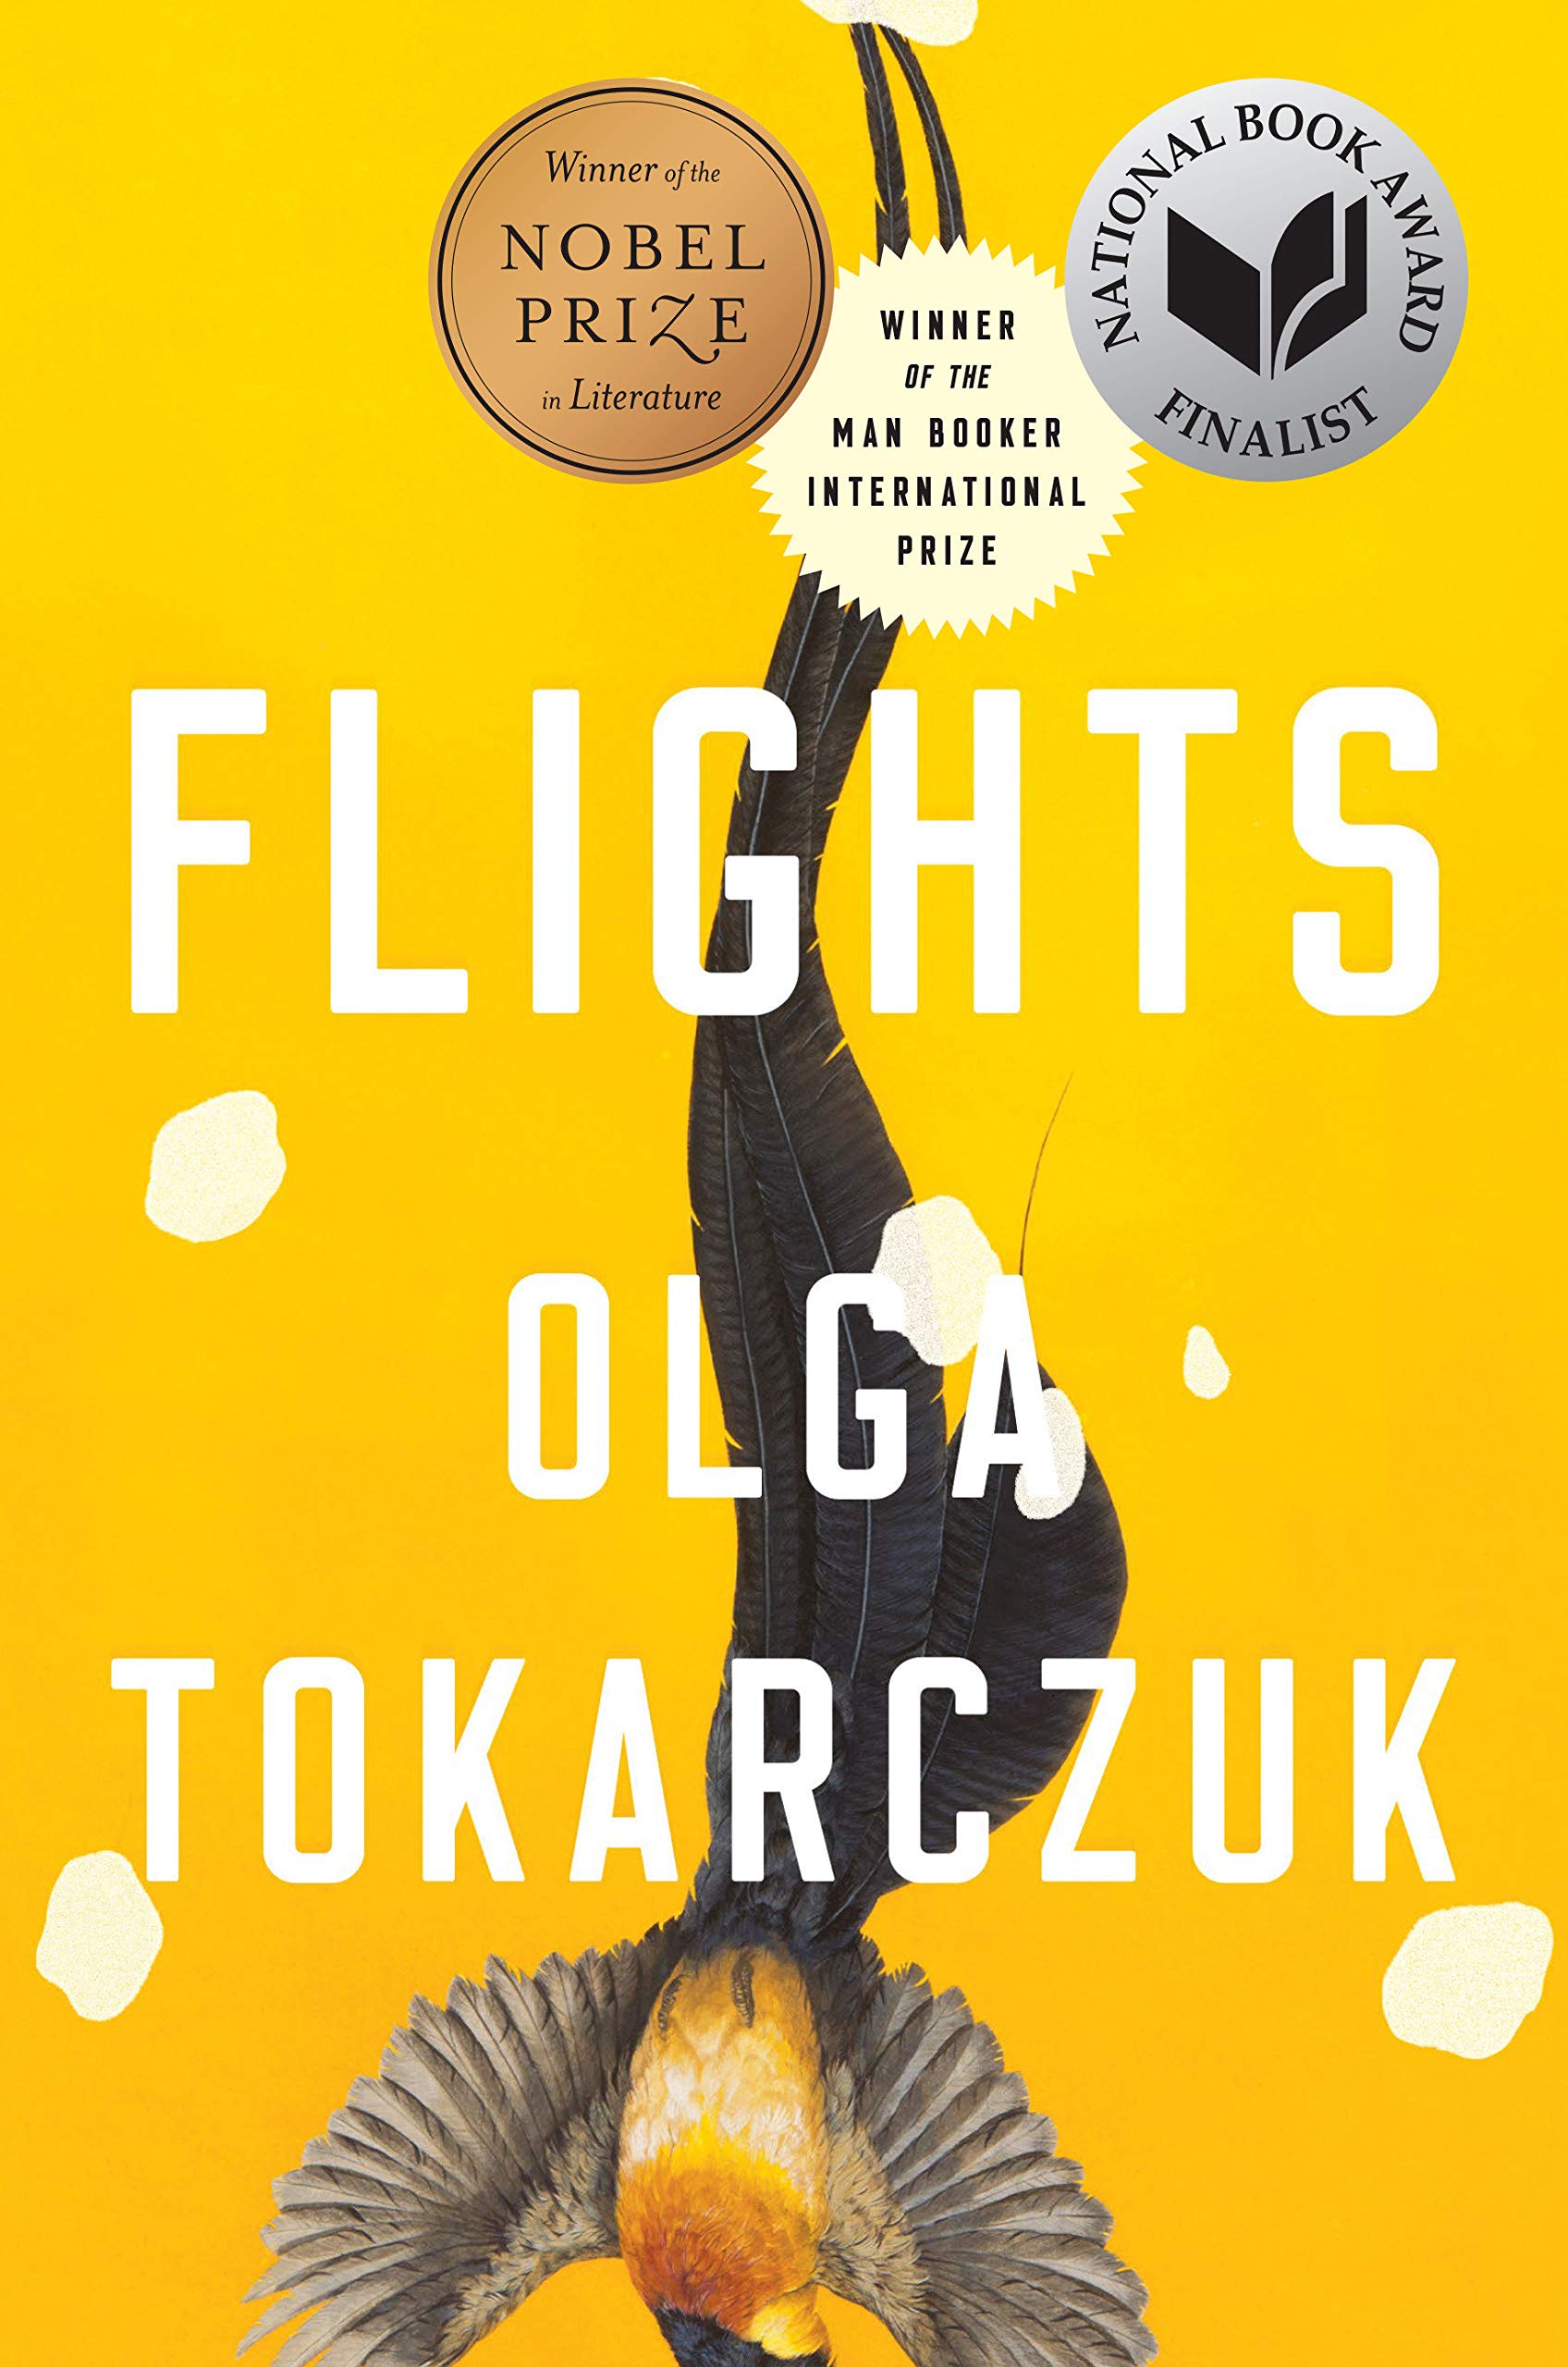 Winner of the
NOBEL
PRIZE
in Literature
WINNER
OF THE
MAN BOOKER
INTERNATIONAL
PRIZE
NATIONAL BOOK AWARD
FINALIST
FLIGHTS
OLGA
TOKARCZUK